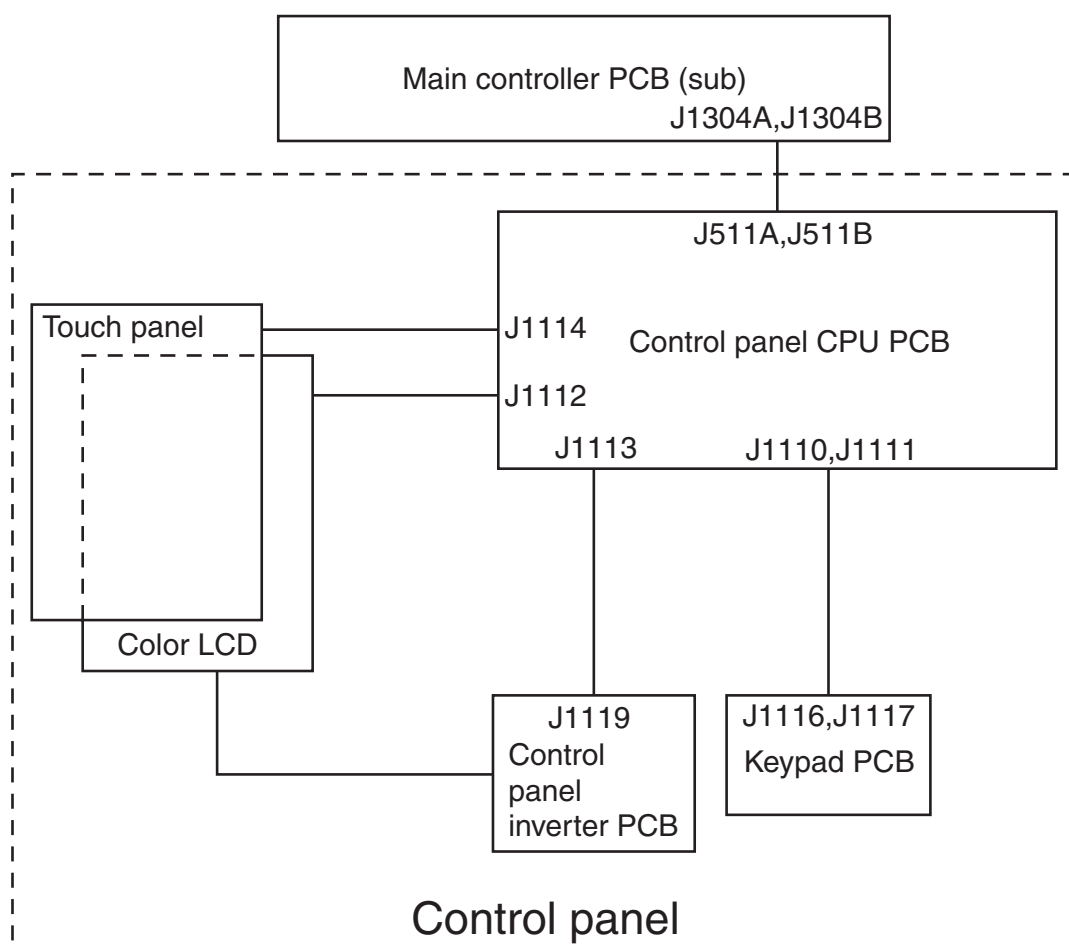 Main controller PCB (sub)
J1304A,J1304B
J511A,J511B
Touch panel
J1114
Control panel CPU PCB
J1112
J1113
J1110,J1111
Color LCD
J1119
Control
panel
inverter PCB
J1116,J1117
Keypad PCB
Control panel